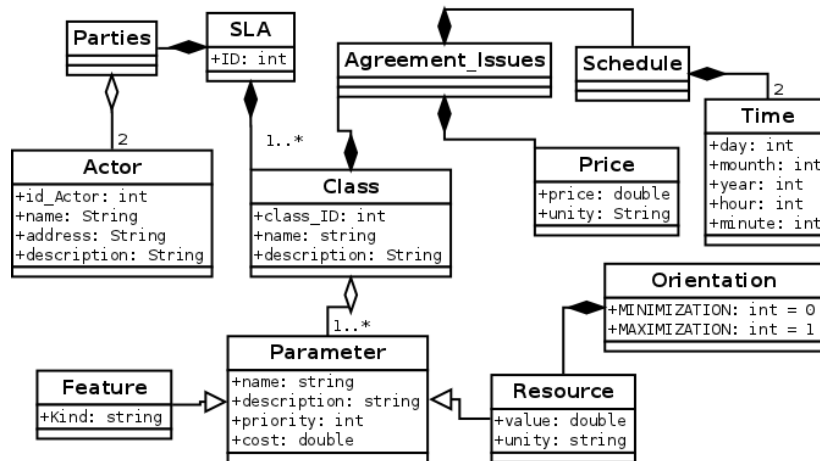 Parties
SLA
+ID: int
Agreement_Issues
Schedule
2
2
1..*
Actor
+id_Actor: int
+name: String
+address: String
+description: String
Class
+class_ID: int
+name: string
+description: String
Price
+price: double
+unity: String
Time
+day: int
+mounth: int
+year: int
+hour: int
+minute: int
Orientation
+MINIMIZATION: int = 0
+MAXIMIZATION: int = 1
1..*
Parameter
+name: string
+description: string
+priority: int
+cost: double
Feature
+Kind: string
Resource
+value: double
+unity: string